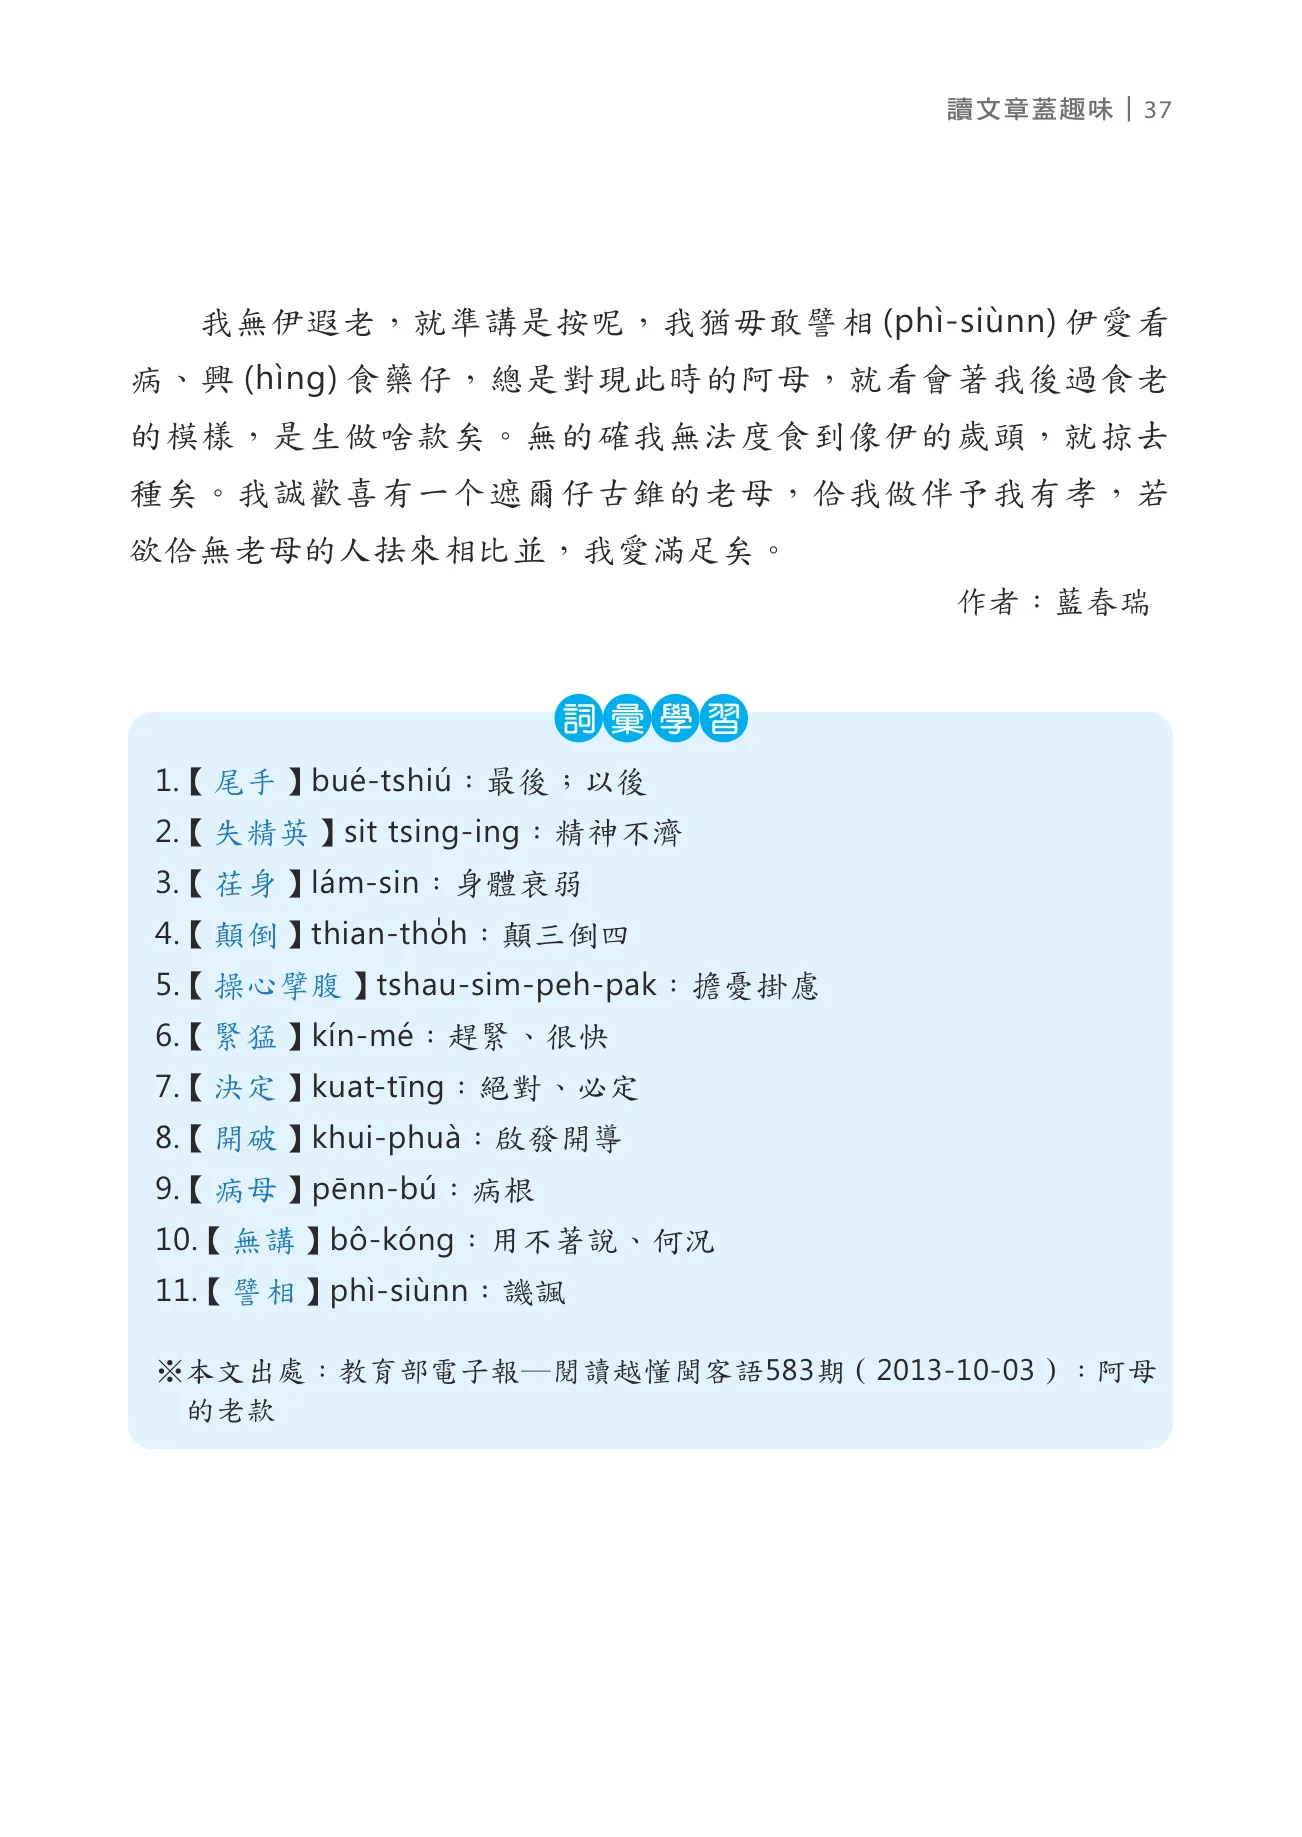 讀文章蓋趣味｜37
我無伊遐老，就準講是按呢，我猶毋敢譬相(phì-siùnn)伊愛看
病、興(hìng)食藥仔，總是對現此時的阿母，就看會著我後過食老
的模樣，是生做啥款矣。無的確我無法度食到像伊的歲頭，就掠去
種矣。我誠歡喜有一个遮爾仔古錐的老母，佮我做伴予我有孝，若
欲佮無老母的人抾來相比並，我愛滿足矣。
作者：藍春瑞
詞彙學習
1.【尾手】bué-tshiú：最後；以後
2.【失精英】sit tsing-ing：精神不濟
3.【荏身】lám-sin：身體衰弱
4.【顛倒】thian-tho̍h：顛三倒四
5.【操心擘腹】tshau-sim-peh-pak：擔憂掛慮
6.【緊猛】kín-mé：趕緊、很快
7.【決定】kuat-tīng：絕對、必定
8.【開破】khui-phuà：啟發開導
9.【病母】pēnn-bú：病根
10.【無講】bô-kóng：用不著說、何況
11.【譬相】phì-siùnn：譏諷
※本文出處：教育部電子報—閱讀越懂閩客語583期（2013-10-03）：阿母
的老款